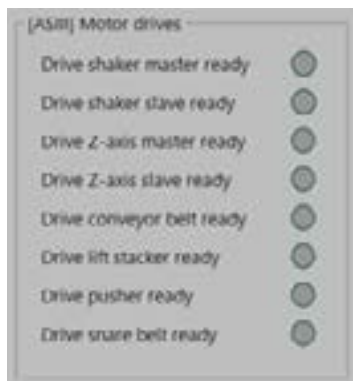 [ASIII] Motor drives
Drive shaker master ready
Drive shaker slave ready
Drive Z-axis master ready
Drive Z-axis slave ready
Drive conveyor belt ready
Drive lift stacker ready
Drive pusher ready
Drive snare belt ready